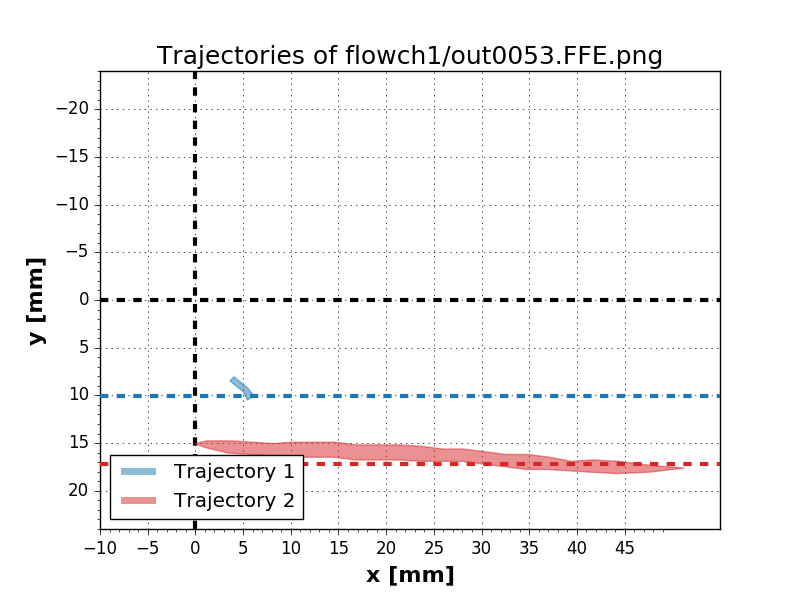 Trajectories of flowch1/out0053.FFE.png
y [mm]
−20
−15
−10
−5
0
5
10
15
20
Trajectory 1
Trajectory 2
−10 −5 0 5 10 15 20 25 30 35 40 45
x [mm]